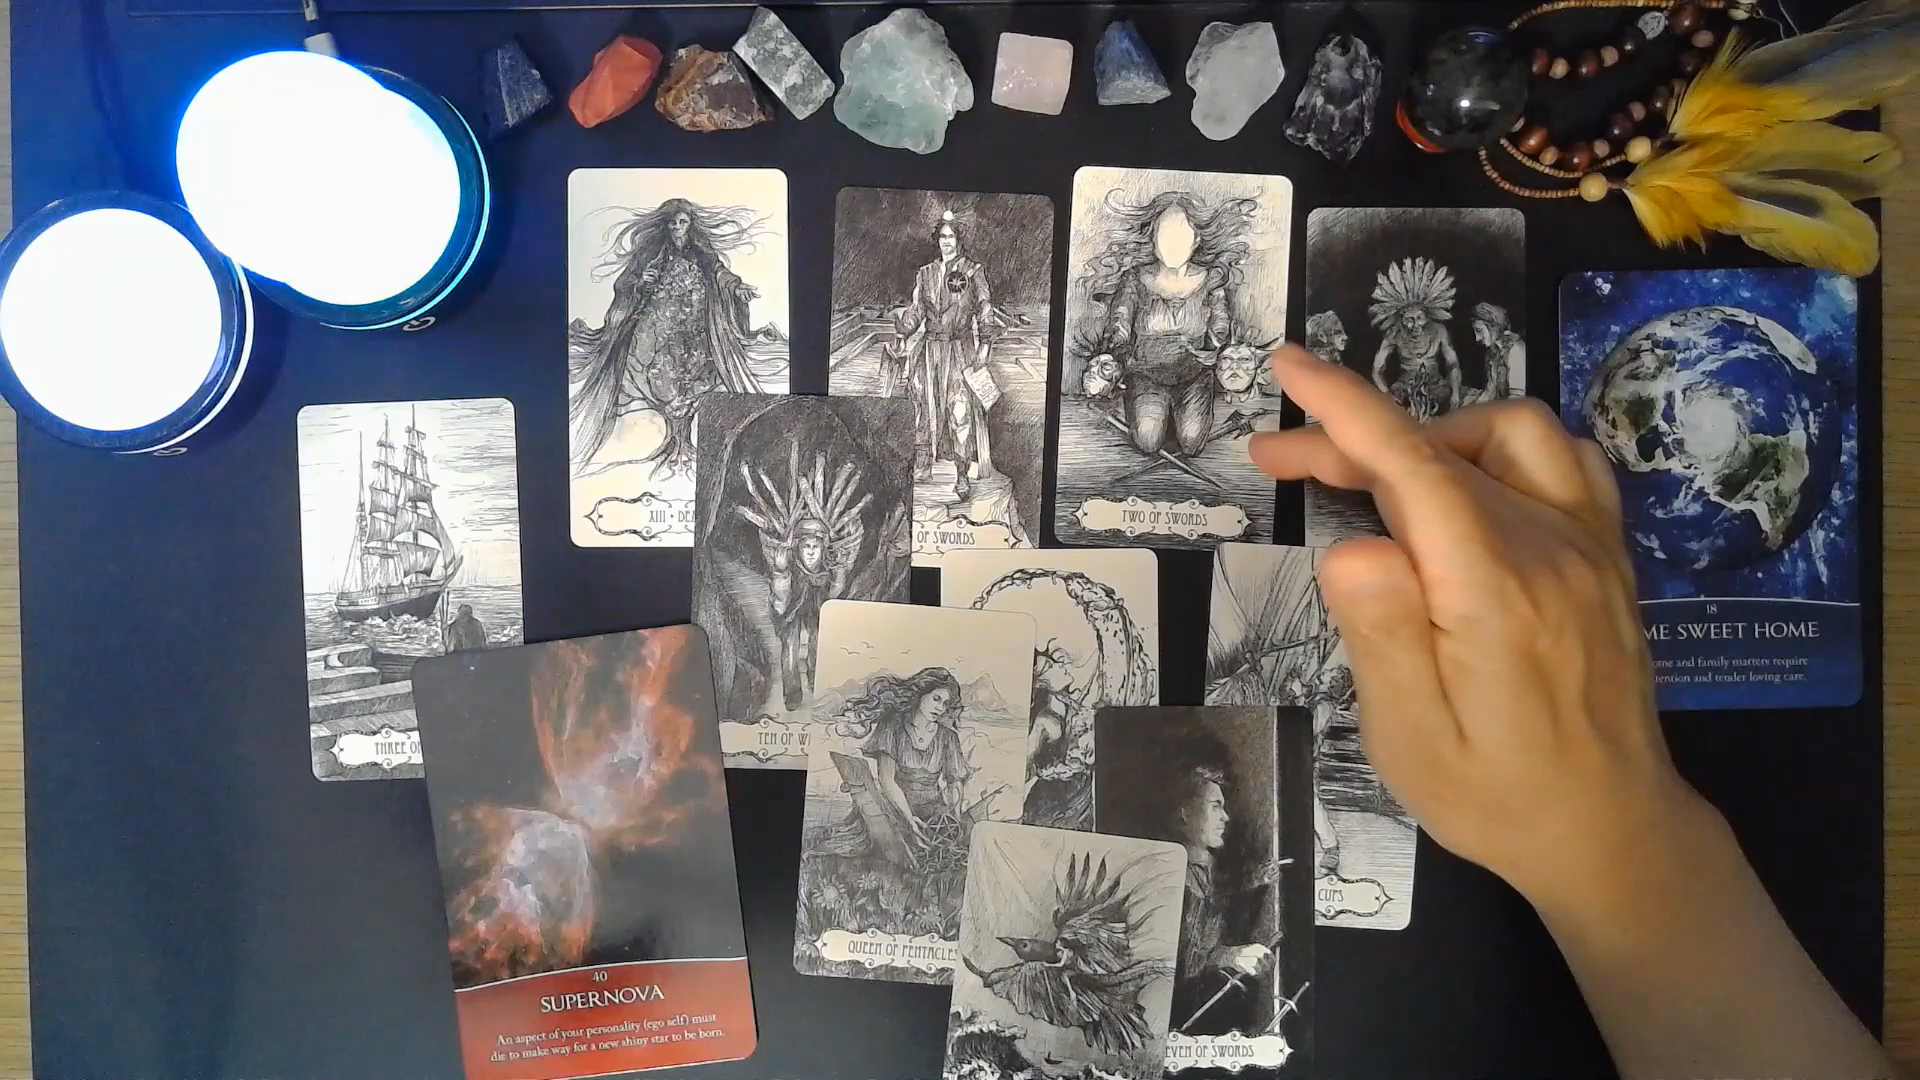 XIII • DE
OF SWORDS
TWO OF SWORDS
18
ME SWEET HOME
ome and family matters require
tention and tender loving care.
THREE O
TEN OF W
CUPS
QUEEN OF PENTACLES
40
SUPERNOVA
An aspect of your personality (ego self) must
die to make way for a new shiny star to be born.
EVEN OF SWORDS